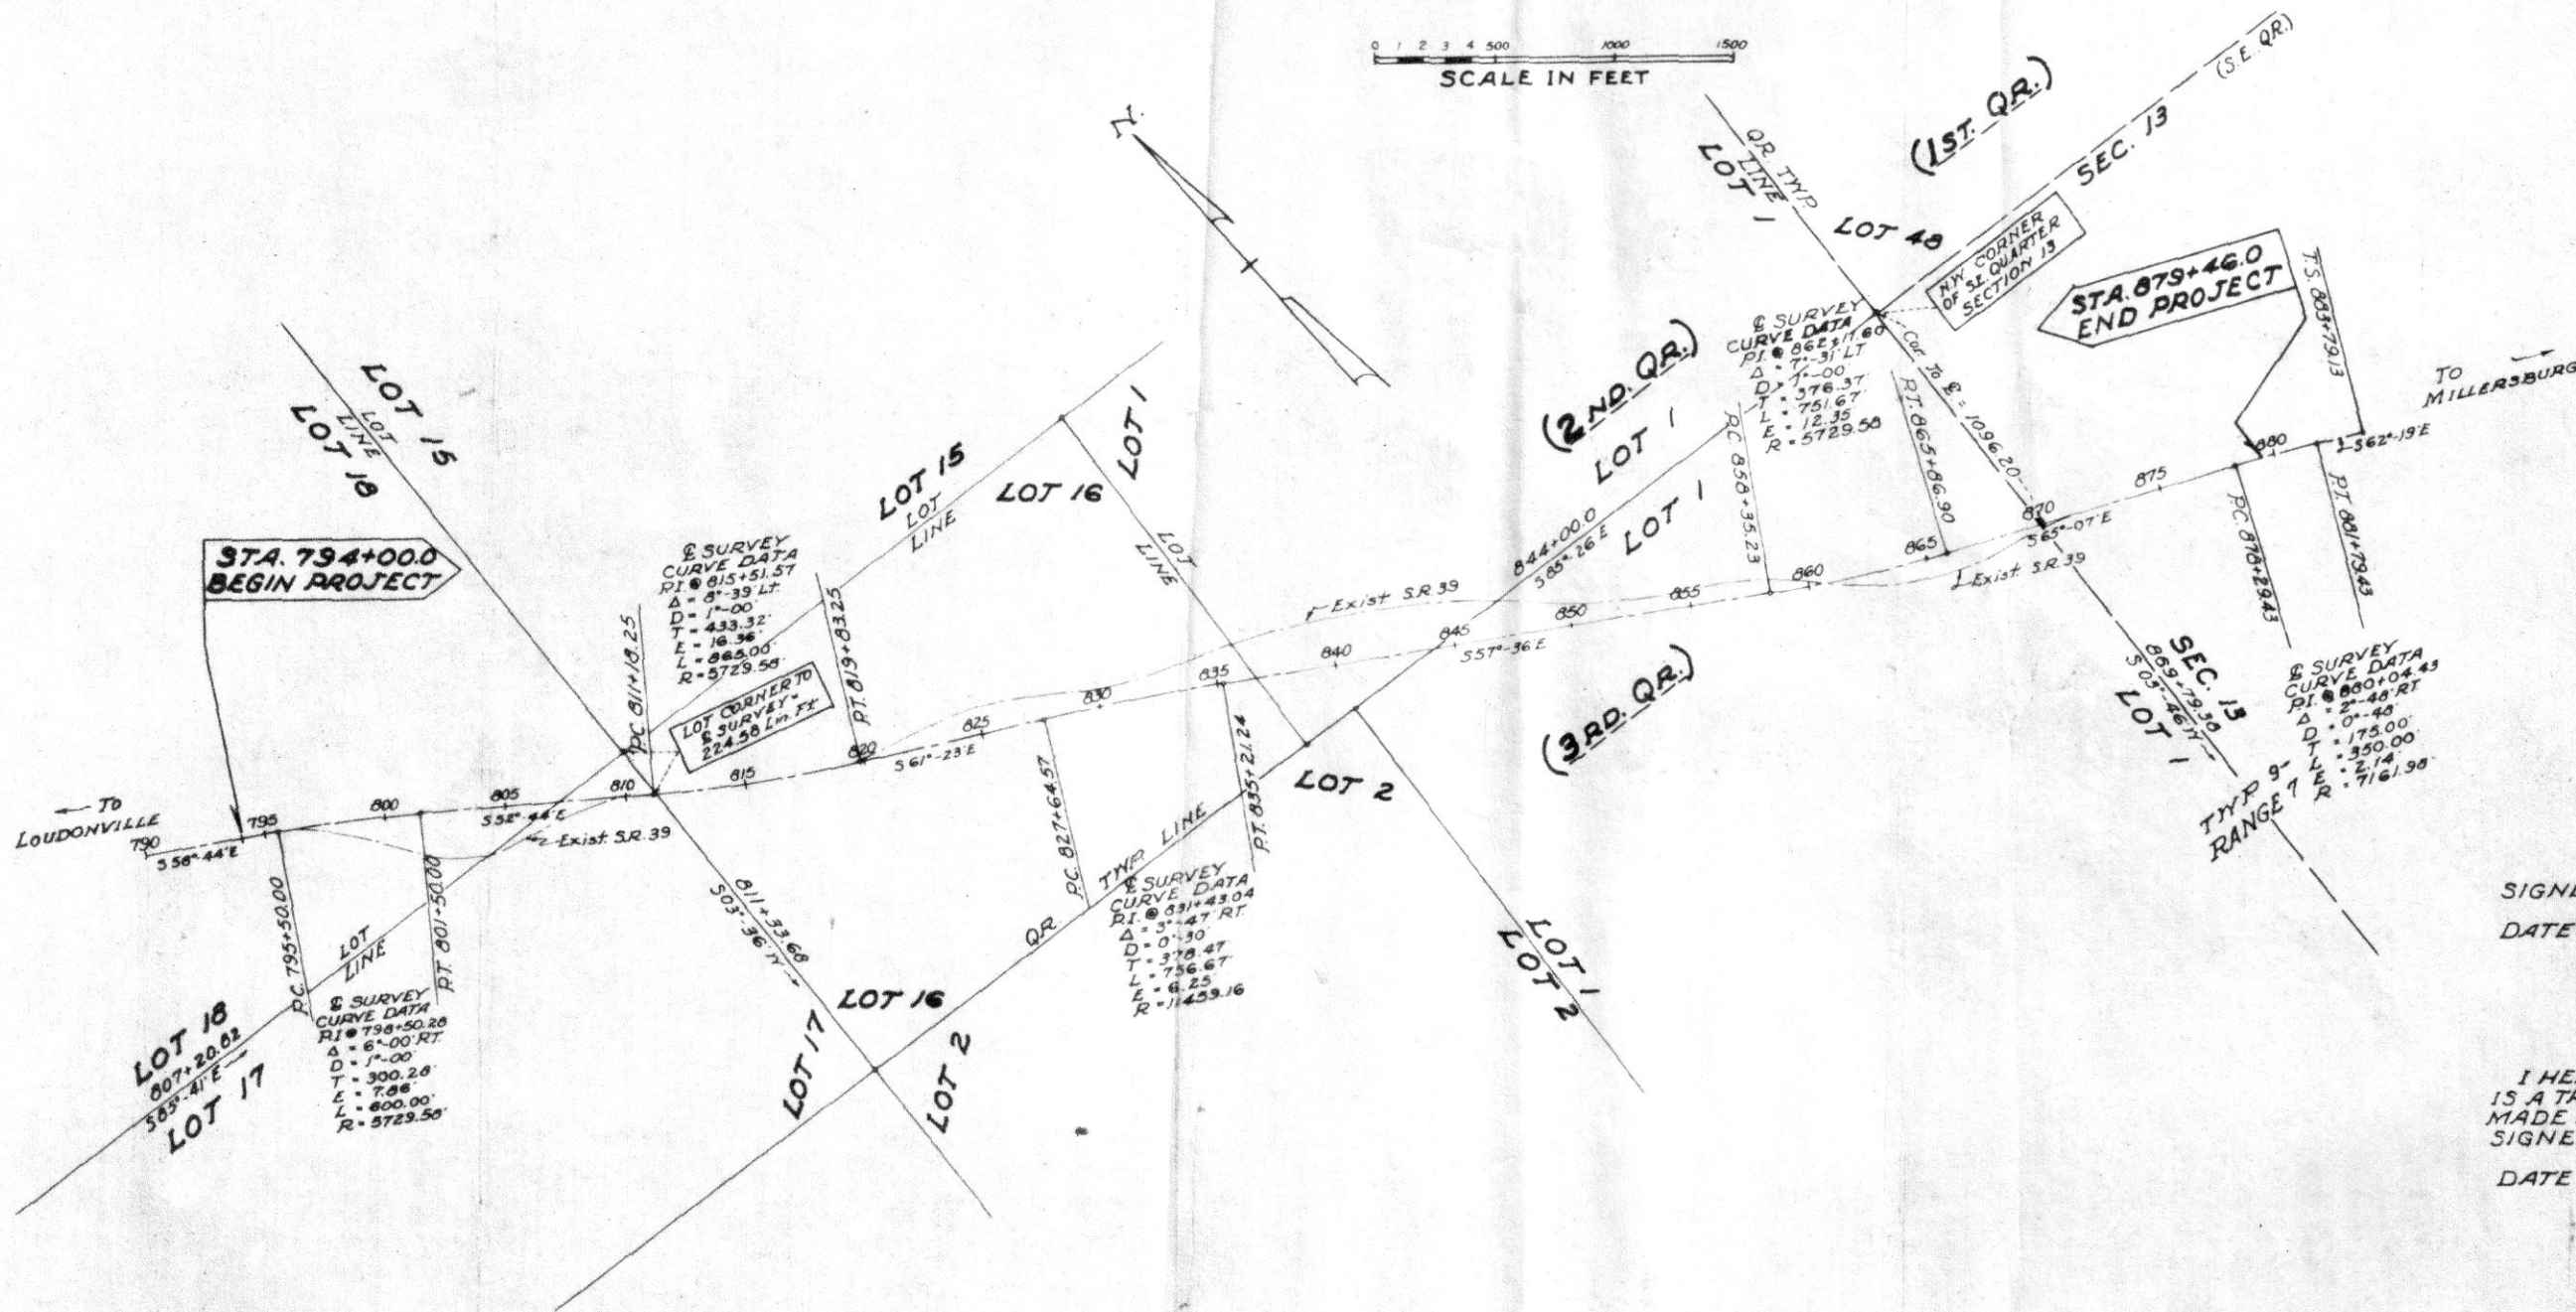 0 1 2 3 4 500 1000 1500
SCALE IN FEET
N.
(S.E. QR.)
(1ST. QR.)
SEC. 13
QR. TWP.
LINE
LOT 1
LOT 48
N.W. CORNER
OF S.E. QUARTER
SECTION 13
STA. 879+46.0
END PROJECT
T.S. 883+79.13
TO
MILLERSBURG
S62°-19'E
880
P.T. 881+79.43
P.C. 878+29.43
875
870
S65°-07'E
Exist. S.R. 39
Cor. To ℄ = 1096.20
℄ SURVEY
CURVE DATA
P.I. @ 862+11.60
Δ = 7°-31' LT
D = 1°-00'
T = 376.37'
L = 751.67'
E = 12.35'
R = 5729.58
P.C. 858+35.23
P.T. 865+86.90
865
860
855
850
845
840
835
830
825
820
815
810
805
800
795
790
(2ND. QR.)
LOT 1
844+00.0
S85°-26'E
LOT 1
(3RD. QR.)
S57°-36'E
Exist. S.R. 39
LOT 15
LOT
LINE
LOT 18
STA. 794+00.0
BEGIN PROJECT
℄ SURVEY
CURVE DATA
P.I. @ 815+51.57
Δ = 8°-39' LT.
D = 1°-00'
T = 433.32'
E = 16.36'
L = 865.00'
R = 5729.58'
P.C. 811+18.25
P.T. 819+83.25
LOT CORNER TO
℄ SURVEY =
224.58 Lin. Ft.
LOT 15
LOT
LINE
LOT 16
LOT 1
LOT
LINE
S61°-23'E
TO
LOUDONVILLE
S58°-44'E
S52°-44'E
Exist. S.R. 39
P.C. 795+50.00
P.T. 801+50.00
LOT
LINE
LOT 18
807+20.82
S85°-41'E
LOT 17
℄ SURVEY
CURVE DATA
P.I @ 798+50.28
Δ = 6°-00' RT.
D = 1°-00'
T = 300.28'
E = 7.86'
L = 600.00'
R = 5729.58'
811+33.68
S03°-36'W
LOT 16
LOT 17
LOT 2
P.C. 827+64.57
QR. TWP. LINE
P.T. 835+21.24
℄ SURVEY
CURVE DATA
P.I. @ 831+43.04
Δ = 3°-47' RT.
D = 0°-30'
T = 378.47'
L = 756.67'
E = 6.25'
R = 11459.16
LOT 2
LOT 1
LOT 2
SEC. 13
869+79.38
S03°-46'W
LOT 1
TWP. 9
RANGE 7
℄ SURVEY
CURVE DATA
P.I. @ 880+04.43
Δ = 2°-48' RT.
D = 0°-48'
T = 175.00'
L = 350.00'
E = 2.14'
R = 7161.98'
SIGNE
DATE
I HE
IS A TR
MADE
SIGNE
DATE